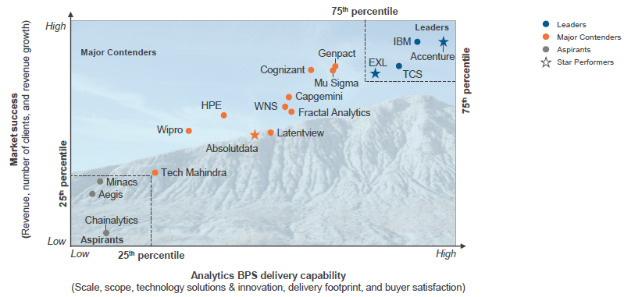 75th percentile
High
Leaders
Leaders
Major Contenders
Aspirants
Star Performers
IBM
Accenture
Major Contenders
Genpact
EXL
TCS
Cognizant
Mu Sigma
75th percentile
Capgemini
HPE
WNS
Fractal Analytics
Wipro
Latentview
Absolutdata
Market success
(Revenue, number of clients, and revenue growth)
25th percentile
Tech Mahindra
Minacs
Aegis
Chainalytics
Aspirants
Low
Low
25th percentile
High
Analytics BPS delivery capability
(Scale, scope, technology solutions & innovation, delivery footprint, and buyer satisfaction)